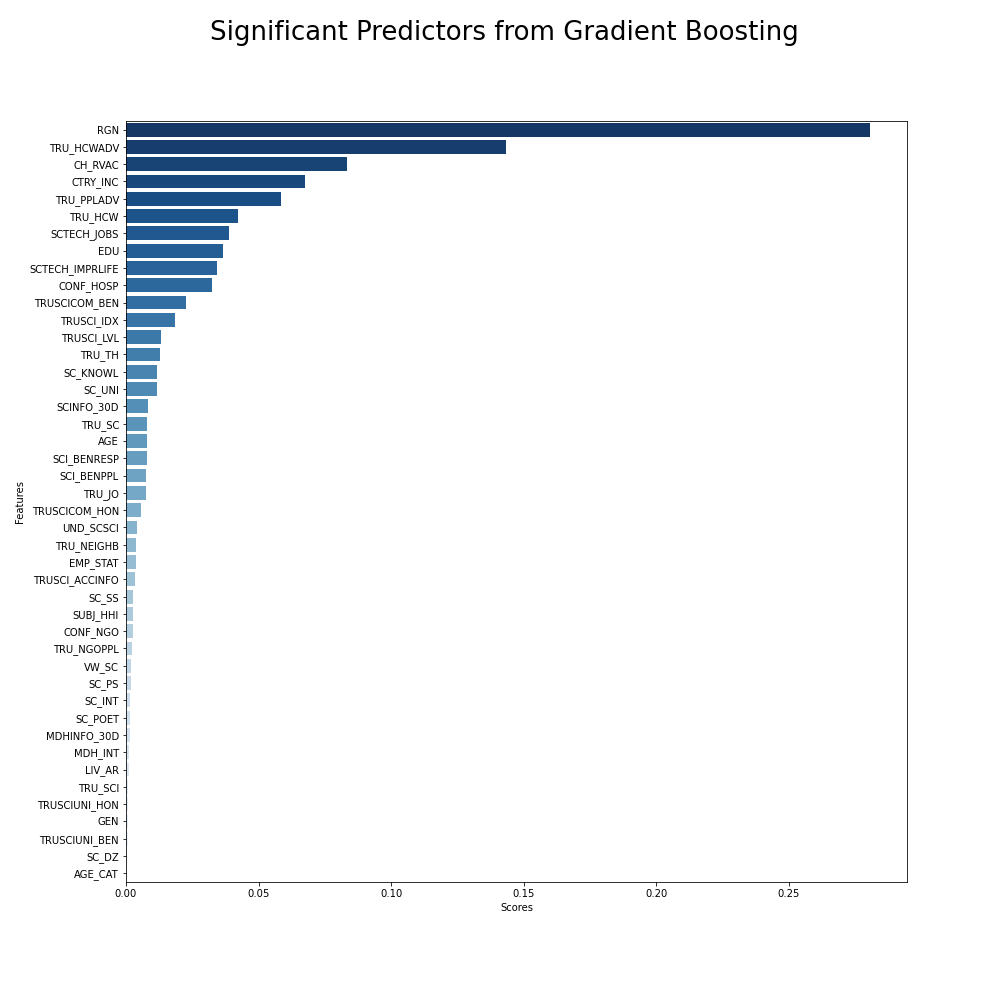 Significant Predictors from Gradient Boosting
RGN
TRU_HCWADV
CH_RVAC
CTRY_INC
TRU_PPLADV
TRU_HCW
SCTECH_JOBS
EDU
SCTECH_IMPRLIFE
CONF_HOSP
TRUSCICOM_BEN
TRUSCI_IDX
TRUSCI_LVL
TRU_TH
SC_KNOWL
SC_UNI
SCINFO_30D
TRU_SC
AGE
SCI_BENRESP
SCI_BENPPL
TRU_JO
TRUSCICOM_HON
UND_SCSCI
TRU_NEIGHB
EMP_STAT
TRUSCI_ACCINFO
SC_SS
SUBJ_HHI
CONF_NGO
TRU_NGOPPL
VW_SC
SC_PS
SC_INT
SC_POET
MDHINFO_30D
MDH_INT
LIV_AR
TRU_SCI
TRUSCIUNI_HON
GEN
TRUSCIUNI_BEN
SC_DZ
AGE_CAT
Features
0.00 0.05 0.10 0.15 0.20 0.25
Scores